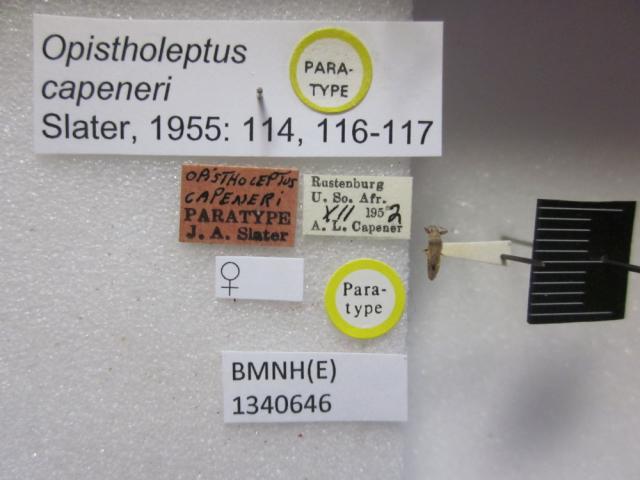 Opistholeptus
capeneri
Slater, 1955: 114, 116-117
PARA-
TYPE
OPISTHOLEPTUS
CAPENERI
PARATYPE
J. A. Slater
Rustenburg
U. So. Afr.
XII 1952
A. L. Capener
♀
Para-
type
BMNH(E)
1340646